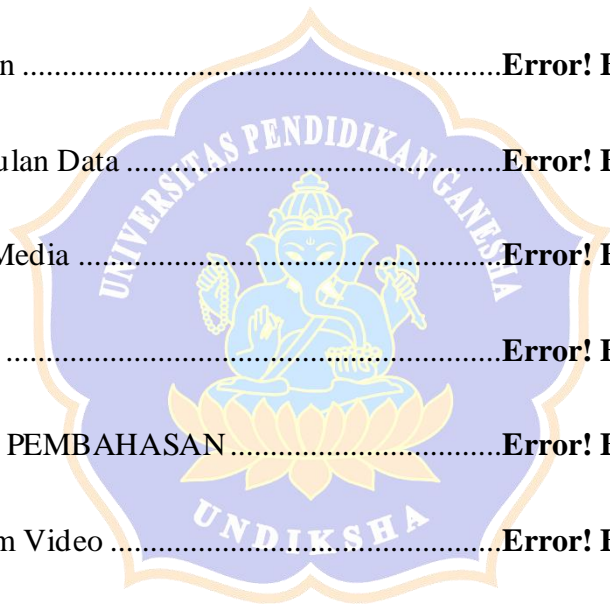 n ............................................................Error! B
UNIVERSITAS PENDIDIKAN GANESHA
ulan Data ...............................................Error! B
Media .....................................................Error! B
..............................................................Error! B
PEMBAHASAN ..................................Error! B
m Video .................................................Error! B
UNDIKSHA